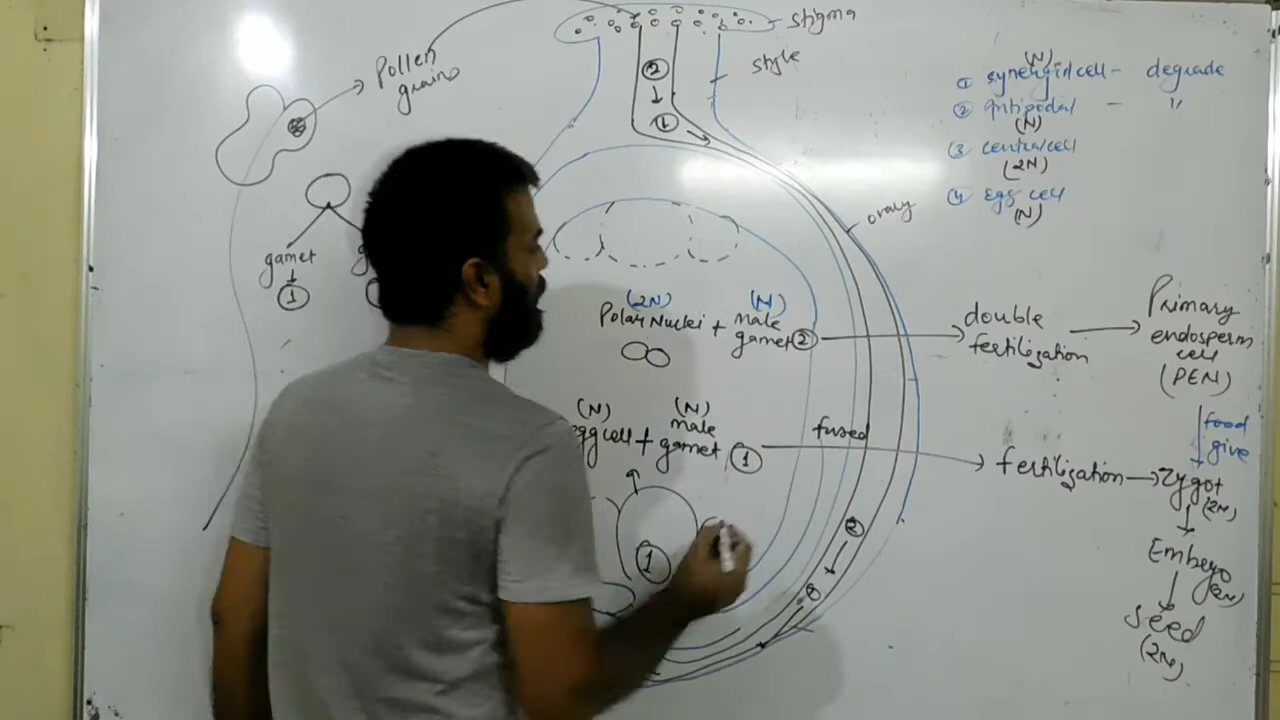 Pollen
grains
stigma
style
②
①
(N)
① synergid cell - degrade
② antipodal - "
(N)
③ central cell
(2N)
④ Egg cell
(N)
ovary
gamet
①
(2N) (N)
Polar Nuclei + male
gamet ②
double
fertilization
Primary
endosperm
cell
(PEN)
food
give
(N) (N)
egg cell + male
gamet ①
fused
fertilization
zygot
(2N)
②
①
Embryo
(2N)
seed
(2N)